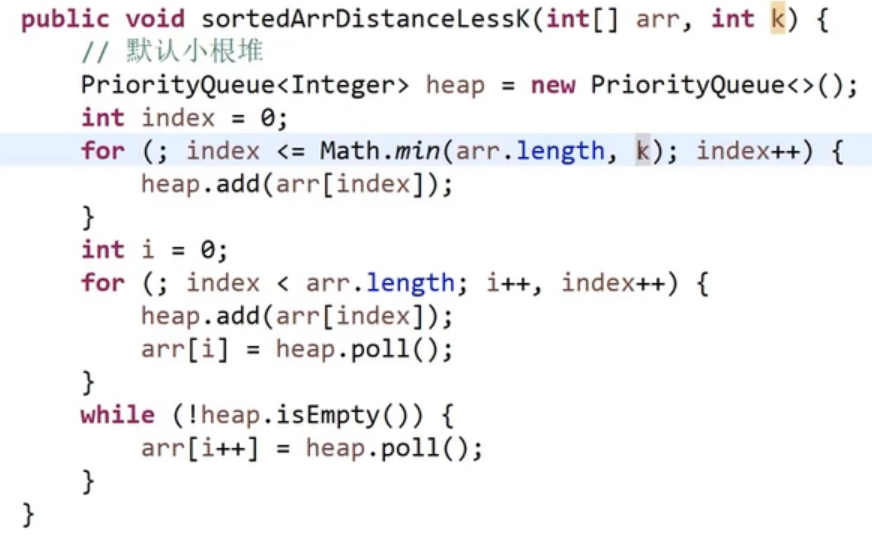 public void sortedArrDistanceLessK(int[] arr, int k) {
    // 默认小根堆
    PriorityQueue<Integer> heap = new PriorityQueue<>();
    int index = 0;
    for (; index <= Math.min(arr.length, k); index++) {
        heap.add(arr[index]);
    }
    int i = 0;
    for (; index < arr.length; i++, index++) {
        heap.add(arr[index]);
        arr[i] = heap.poll();
    }
    while (!heap.isEmpty()) {
        arr[i++] = heap.poll();
    }
}